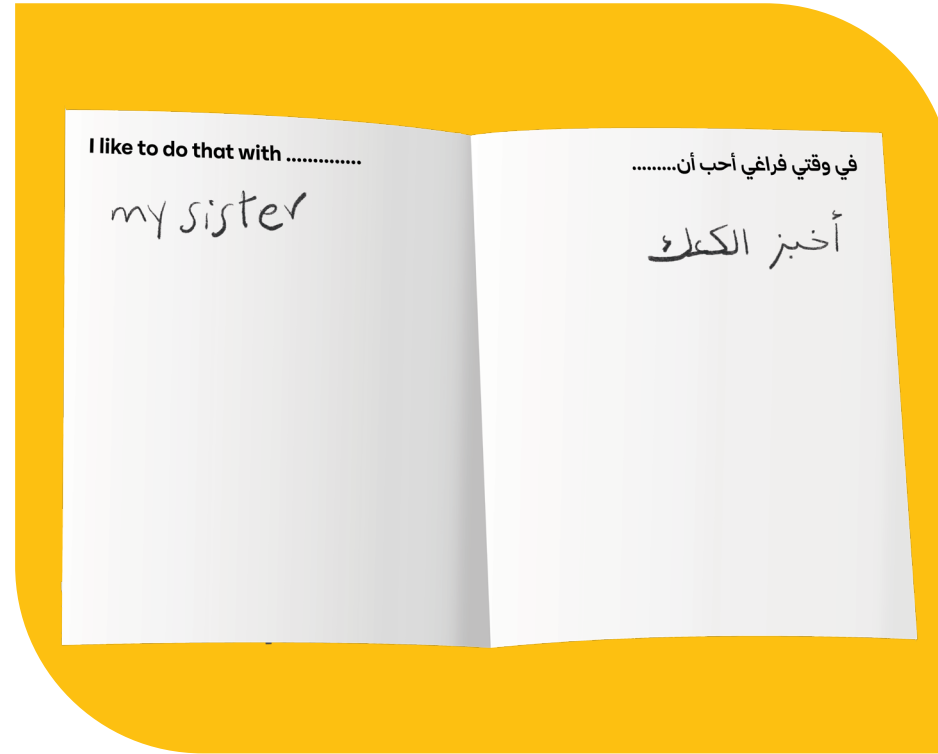 I like to do that with ..............
my sister
في وقتي فراغي أحب أن.........
أخبز الكعك